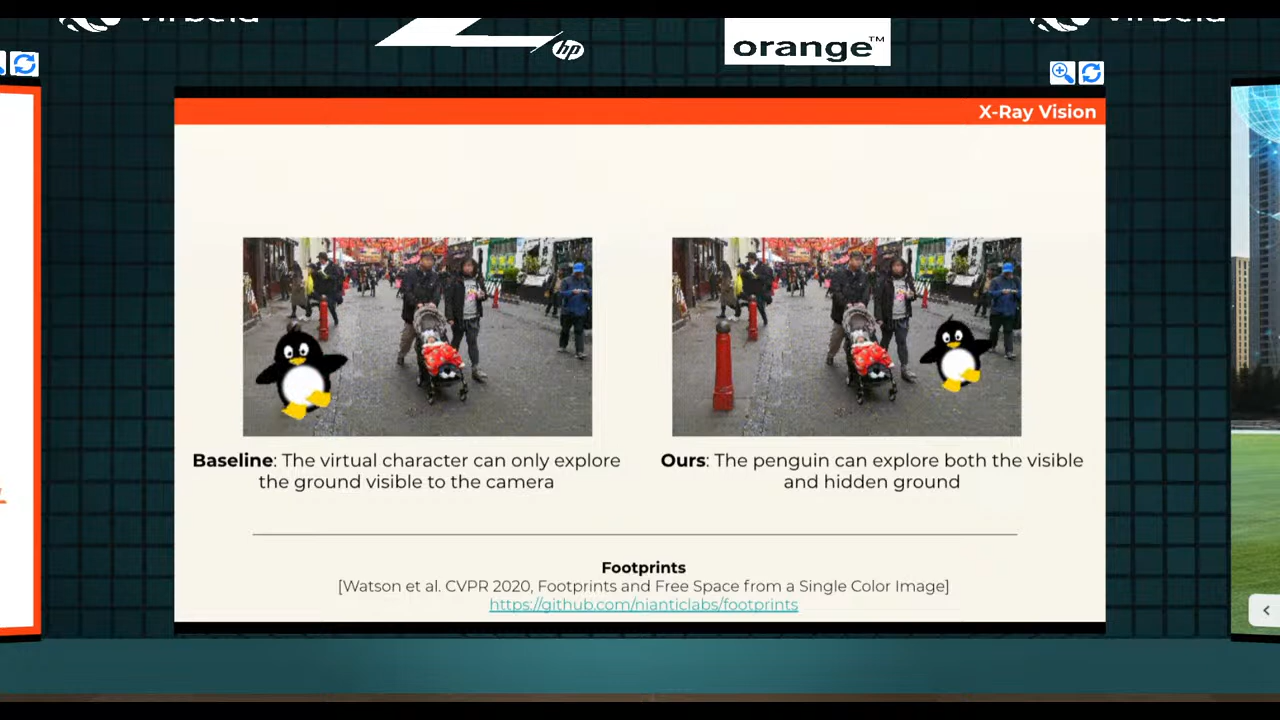 hp
orange™
X-Ray Vision
Baseline: The virtual character can only explore
the ground visible to the camera
Ours: The penguin can explore both the visible
and hidden ground
Footprints
[Watson et al. CVPR 2020, Footprints and Free Space from a Single Color Image]
https://github.com/nianticlabs/footprints